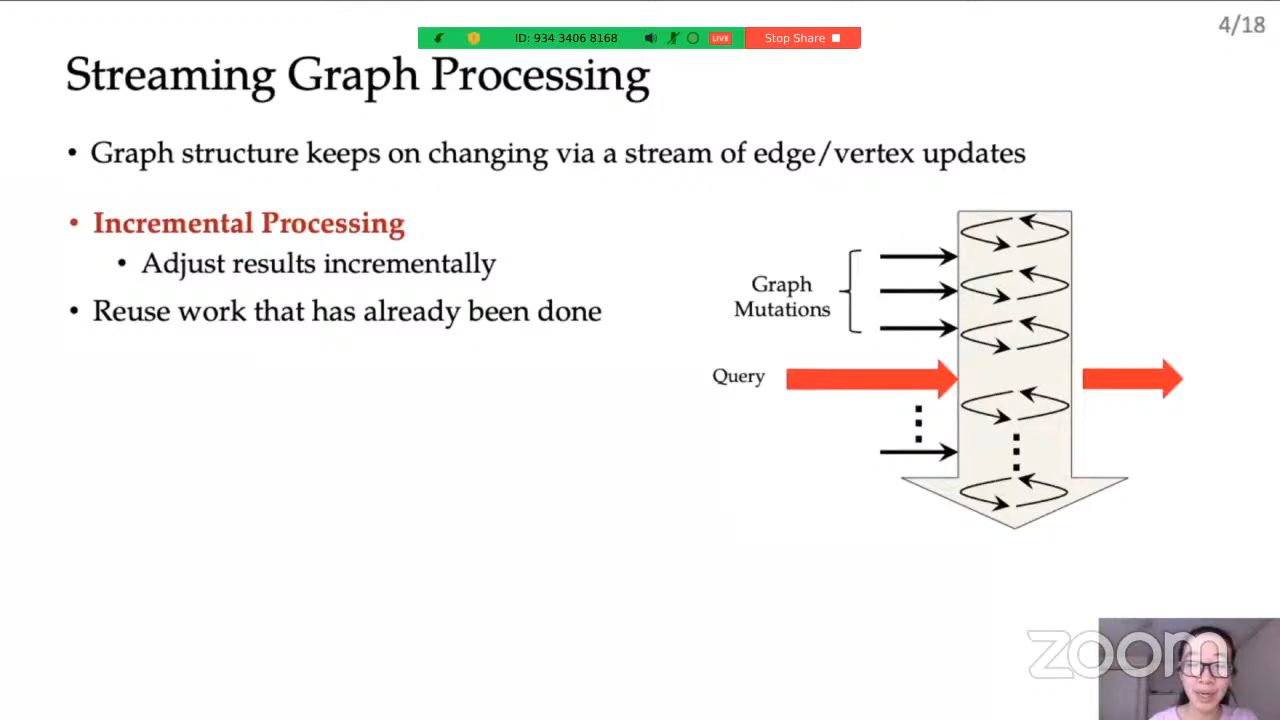 4/18
ID: 934 3406 8168
LIVE
Stop Share
Streaming Graph Processing
• Graph structure keeps on changing via a stream of edge/vertex updates
• Incremental Processing
• Adjust results incrementally
• Reuse work that has already been done
Graph
Mutations
Query
zoom